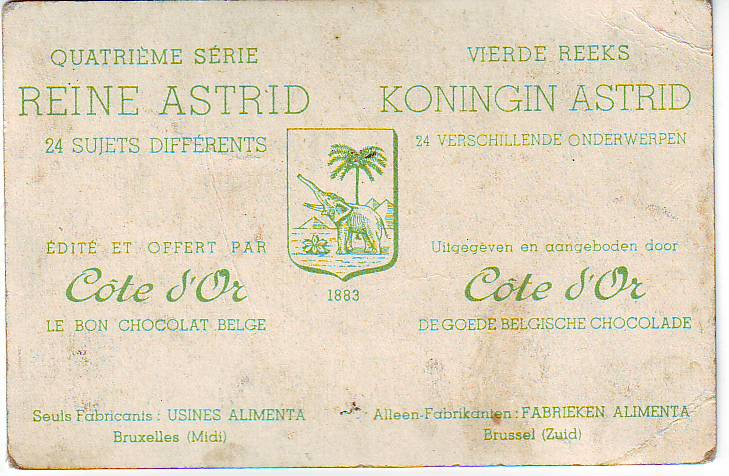 QUATRIÈME SÉRIE
REINE ASTRID
24 SUJETS DIFFÉRENTS
ÉDITÉ ET OFFERT PAR
Côte d'Or
LE BON CHOCOLAT BELGE
Seuls Fabricants : USINES ALIMENTA
Bruxelles (Midi)
1883
VIERDE REEKS
KONINGIN ASTRID
24 VERSCHILLENDE ONDERWERPEN
Uitgegeven en aangeboden door
Côte d'Or
DE GOEDE BELGISCHE CHOCOLADE
Alleen-Fabrikanten : FABRIEKEN ALIMENTA
Brussel (Zuid)